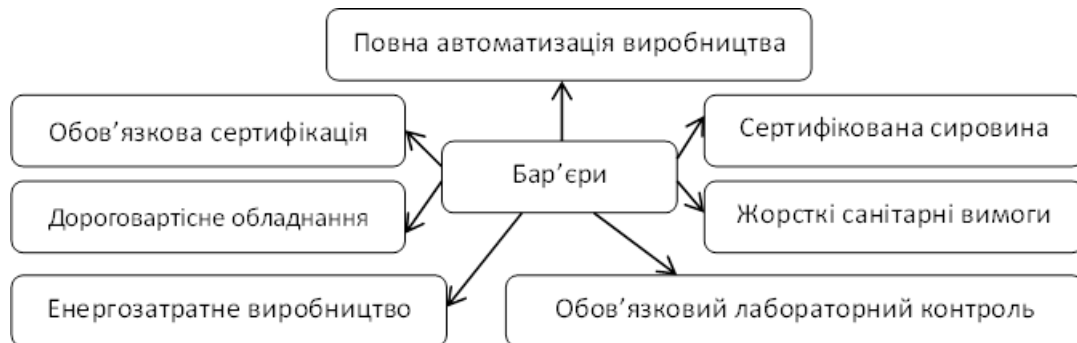 Повна автоматизація виробництва
Обов’язкова сертифікація
Сертифікована сировина
Бар’єри
Дороговартісне обладнання
Жорсткі санітарні вимоги
Енергозатратне виробництво
Обов’язковий лабораторний контроль